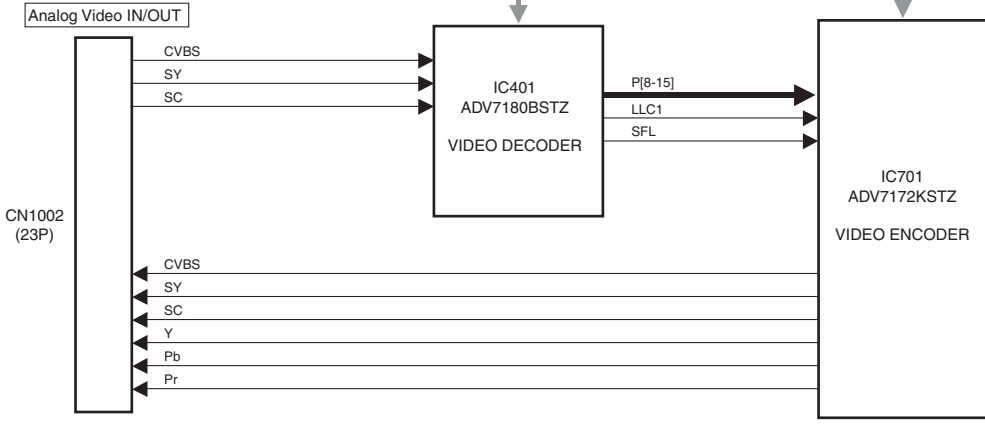 Analog Video IN/OUT
CVBS
SY
SC
IC401
ADV7180BSTZ
VIDEO DECODER
P[8-15]
LLC1
SFL
IC701
ADV7172KSTZ
VIDEO ENCODER
CN1002
(23P)
CVBS
SY
SC
Y
Pb
Pr